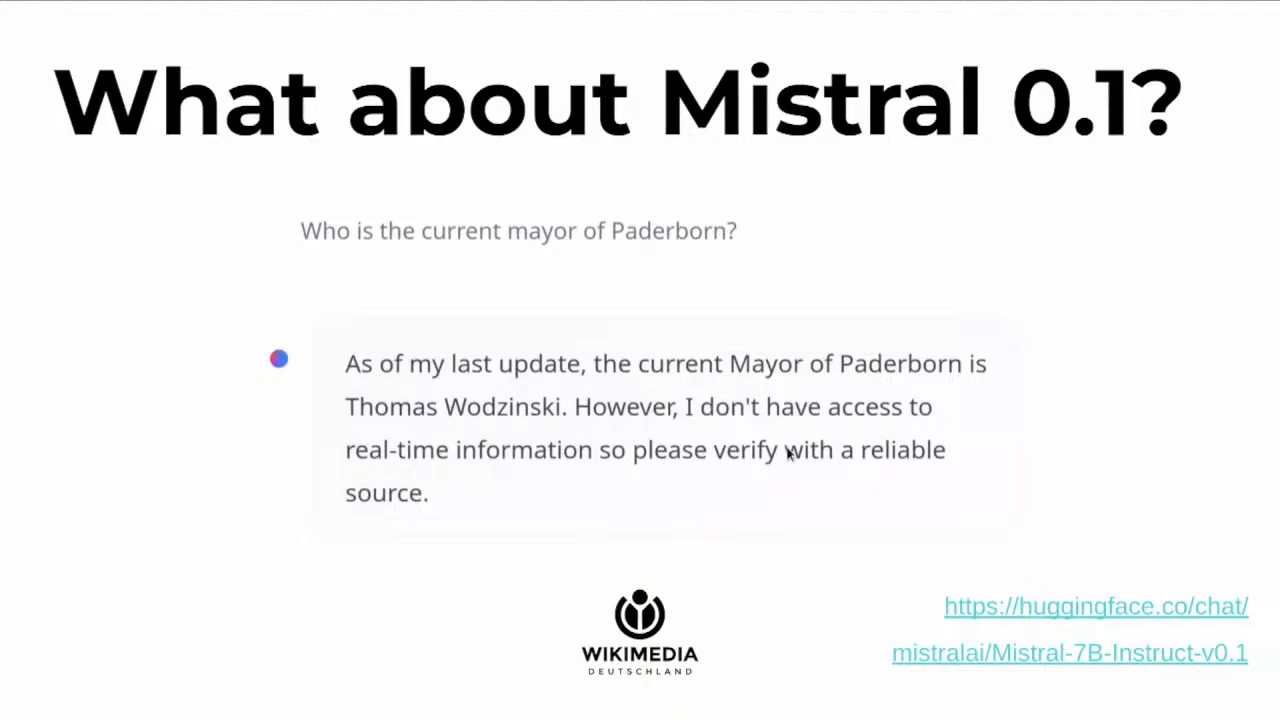 What about Mistral 0.1?
Who is the current mayor of Paderborn?
As of my last update, the current Mayor of Paderborn is
Thomas Wodzinski. However, I don't have access to
real-time information so please verify with a reliable
source.
WIKIMEDIA
DEUTSCHLAND
https://huggingface.co/chat/
mistralai/Mistral-7B-Instruct-v0.1